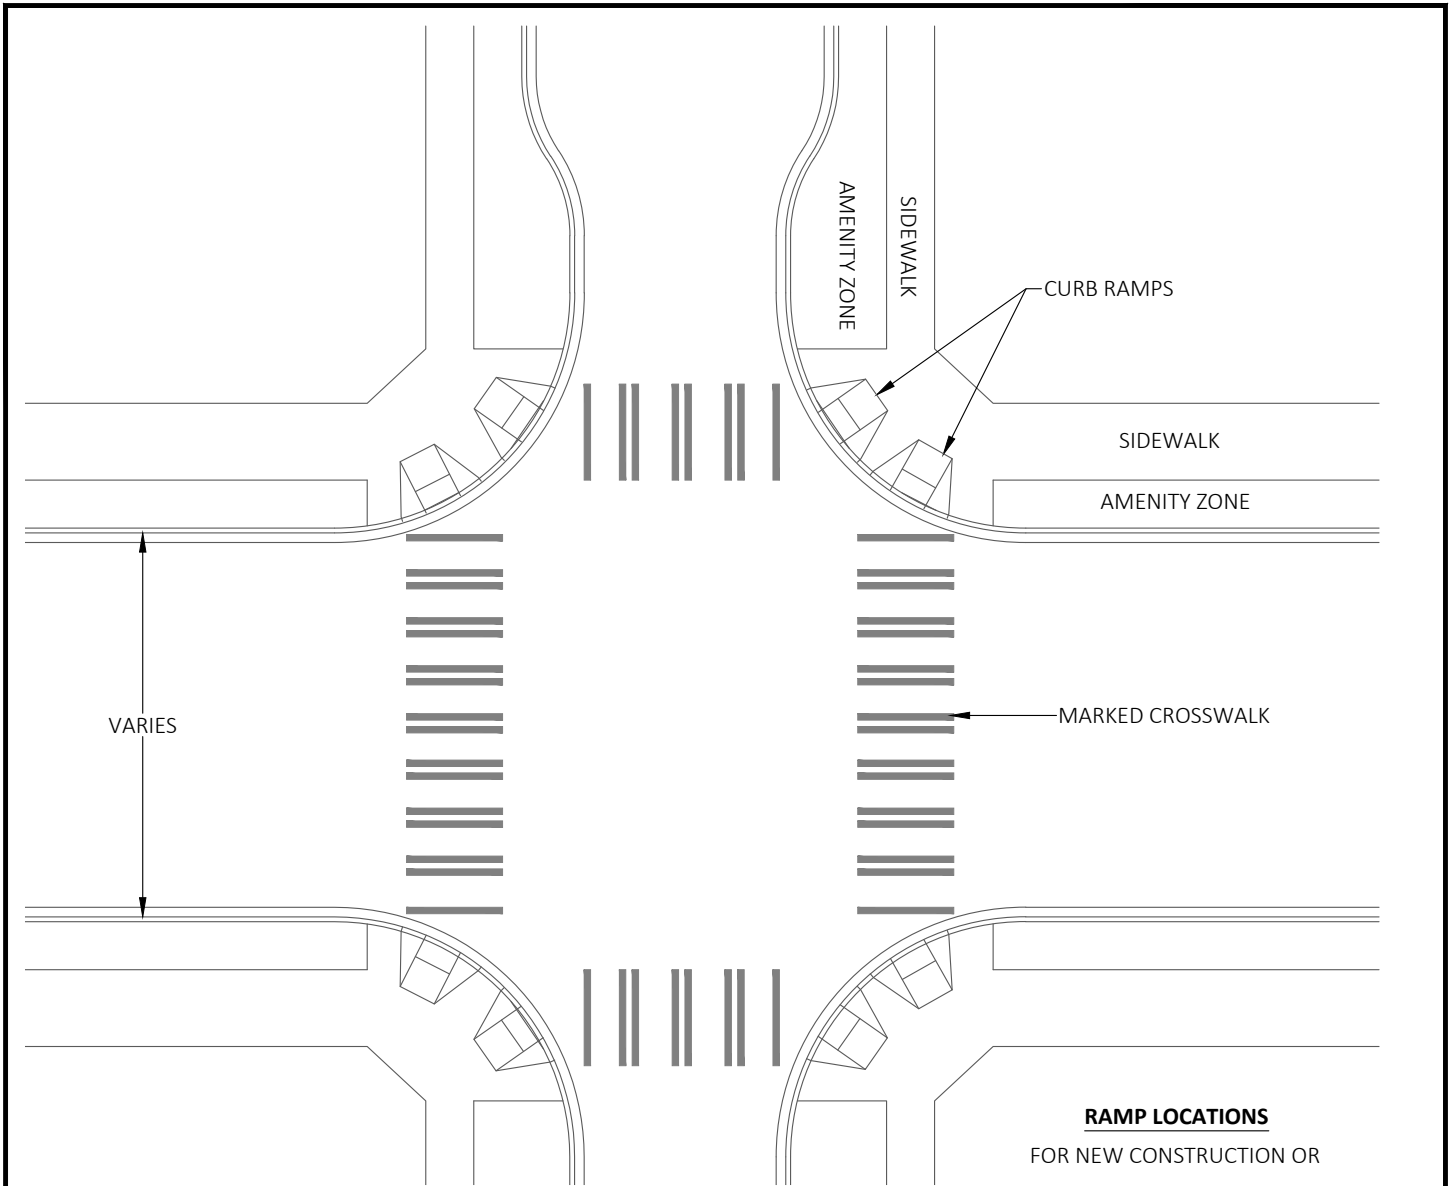 AMENITY ZONE
SIDEWALK
CURB RAMPS
SIDEWALK
AMENITY ZONE
VARIES
MARKED CROSSWALK
RAMP LOCATIONS
FOR NEW CONSTRUCTION OR